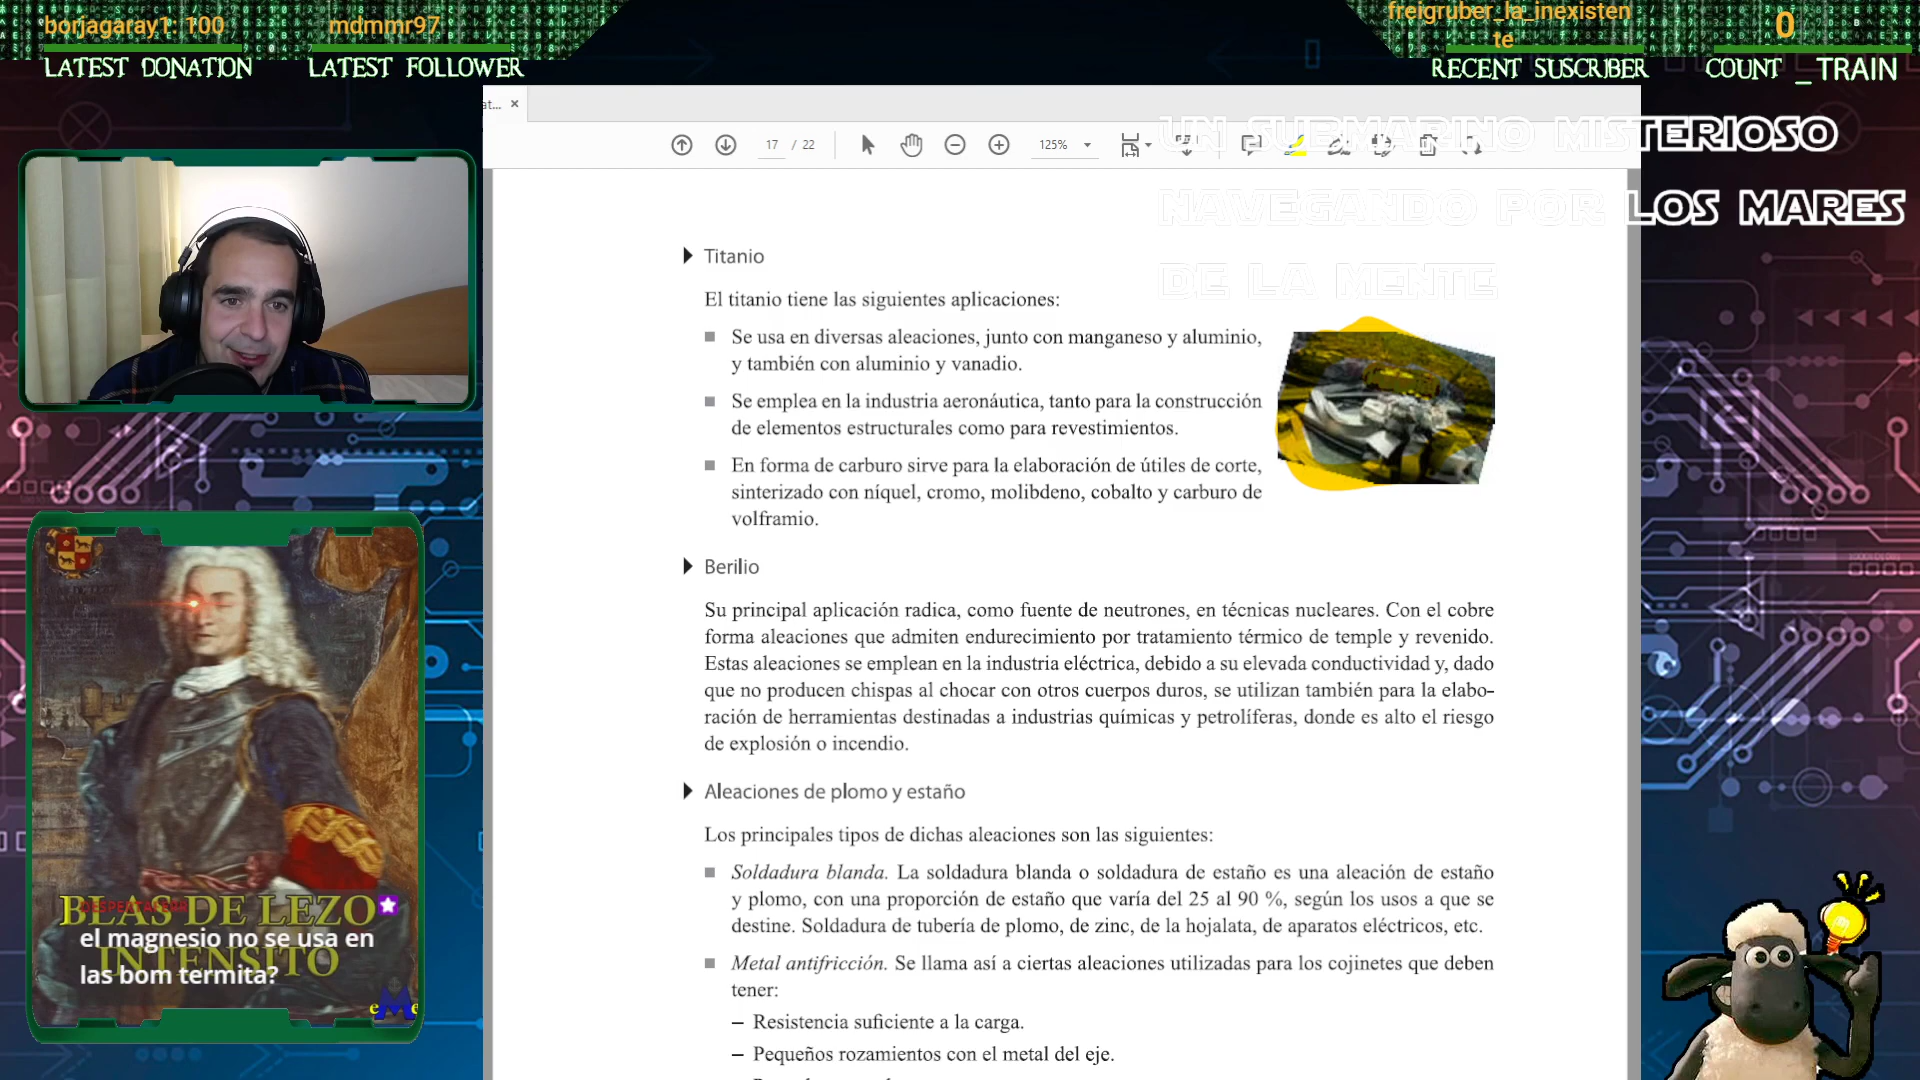 borjagaray1: 100
LATEST DONATION
mdmmr97
LATEST FOLLOWER
freigruber_la_inexisten
te
RECENT SUSCRIBER
0
COUNT _TRAIN
at... ×
17 / 22
125%
UN SUBMARINO MISTERIOSO
NAVEGANDO POR LOS MARES
DE LA MENTE
Titanio
El titanio tiene las siguientes aplicaciones:
Se usa en diversas aleaciones, junto con manganeso y aluminio,
y también con aluminio y vanadio.
Se emplea en la industria aeronáutica, tanto para la construcción
de elementos estructurales como para revestimientos.
En forma de carburo sirve para la elaboración de útiles de corte,
sinterizado con níquel, cromo, molibdeno, cobalto y carburo de
volframio.
Berilio
Su principal aplicación radica, como fuente de neutrones, en técnicas nucleares. Con el cobre
forma aleaciones que admiten endurecimiento por tratamiento térmico de temple y revenido.
Estas aleaciones se emplean en la industria eléctrica, debido a su elevada conductividad y, dado
que no producen chispas al chocar con otros cuerpos duros, se utilizan también para la elabo-
ración de herramientas destinadas a industrias químicas y petrolíferas, donde es alto el riesgo
de explosión o incendio.
Aleaciones de plomo y estaño
Los principales tipos de dichas aleaciones son las siguientes:
Soldadura blanda. La soldadura blanda o soldadura de estaño es una aleación de estaño
y plomo, con una proporción de estaño que varía del 25 al 90 %, según los usos a que se
destine. Soldadura de tubería de plomo, de zinc, de la hojalata, de aparatos eléctricos, etc.
Metal antifricción. Se llama así a ciertas aleaciones utilizadas para los cojinetes que deben
tener:
– Resistencia suficiente a la carga.
– Pequeños rozamientos con el metal del eje.
BLAS DE LEZO
INTENSITO
el magnesio no se usa en
las bom termita?